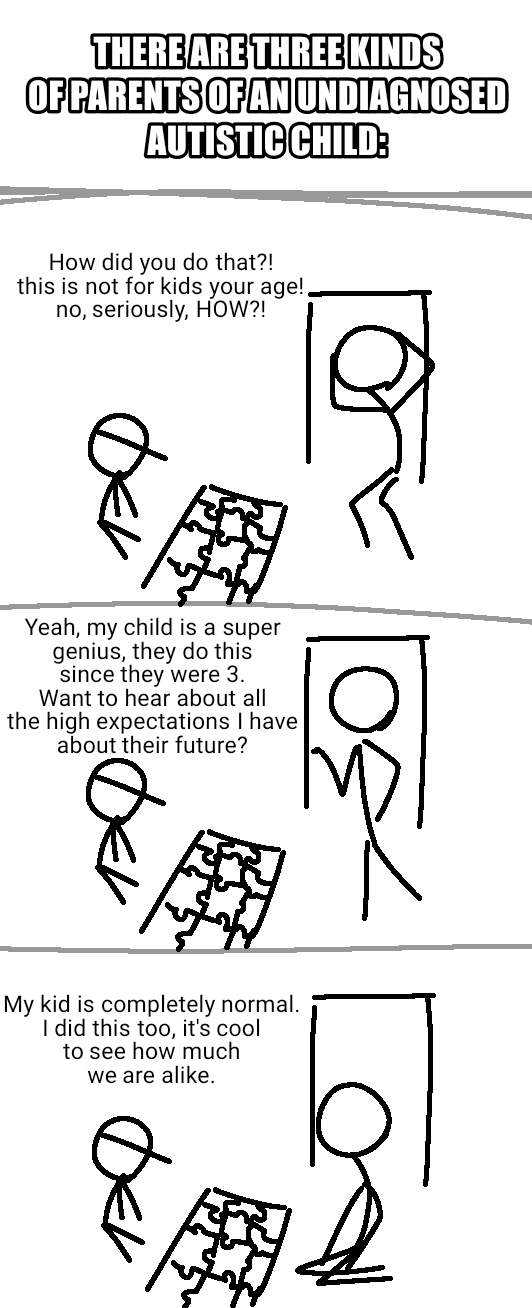 THERE ARE THREE KINDS
OF PARENTS OF AN UNDIAGNOSED
AUTISTIC CHILD:
How did you do that?!
this is not for kids your age!
no, seriously, HOW?!
Yeah, my child is a super
genius, they do this
since they were 3.
Want to hear about all
the high expectations I have
about their future?
My kid is completely normal.
I did this too, it's cool
to see how much
we are alike.